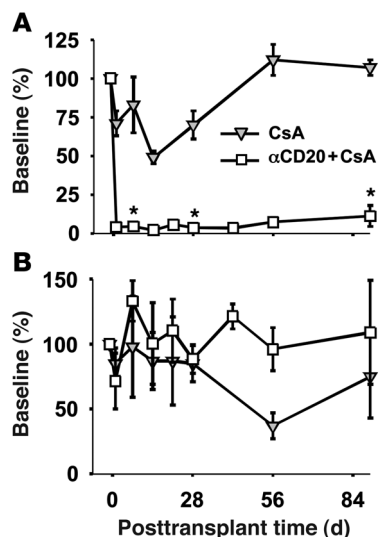 A
Baseline (%)
125
100
75
50
25
0
CsA
αCD20+CsA
*
*
*
B
Baseline (%)
150
100
50
0
0 28 56 84
Posttransplant time (d)